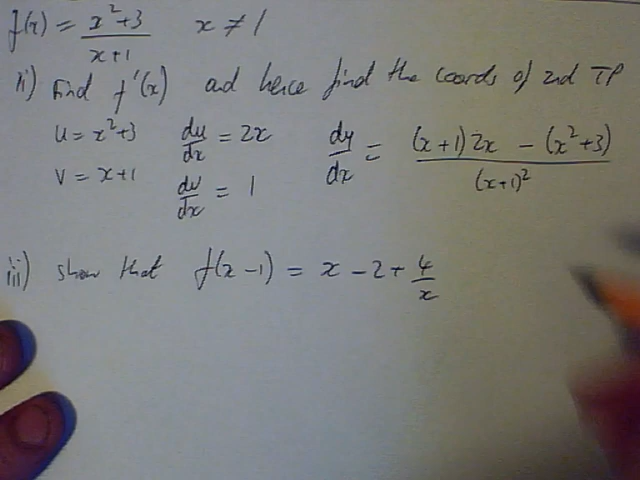 f(x) = (x²+3)/(x+1) x ≠ 1
ii) Find f'(x) and hence find the coords of 2nd TP
u = x²+3 du/dx = 2x dy/dx = ((x+1)2x − (x²+3))/(x+1)²
v = x+1 dv/dx = 1
iii) show that f(x−1) = x − 2 + 4/x